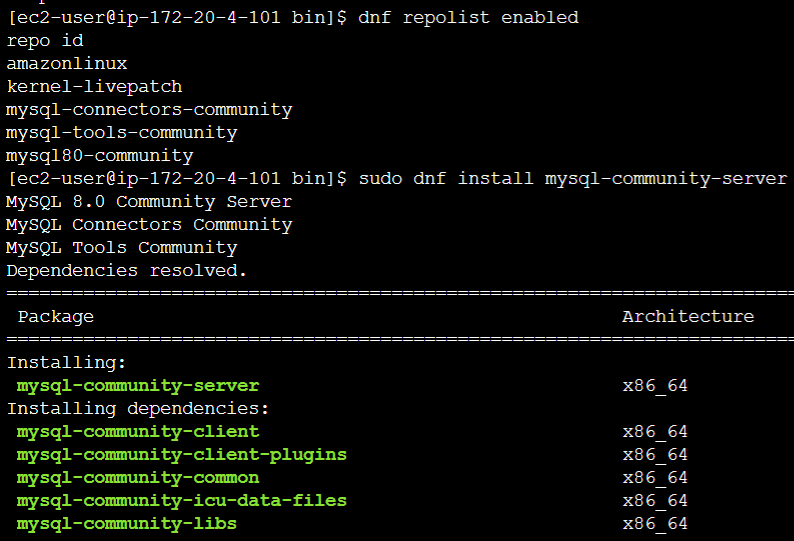 [ec2-user@ip-172-20-4-101 bin]$ dnf repolist enabled
repo id
amazonlinux
kernel-livepatch
mysql-connectors-community
mysql-tools-community
mysql80-community
[ec2-user@ip-172-20-4-101 bin]$ sudo dnf install mysql-community-server
MySQL 8.0 Community Server
MySQL Connectors Community
MySQL Tools Community
Dependencies resolved.
========================================================================
Package Architecture
========================================================================
Installing:
mysql-community-server x86_64
Installing dependencies:
mysql-community-client x86_64
mysql-community-client-plugins x86_64
mysql-community-common x86_64
mysql-community-icu-data-files x86_64
mysql-community-libs x86_64